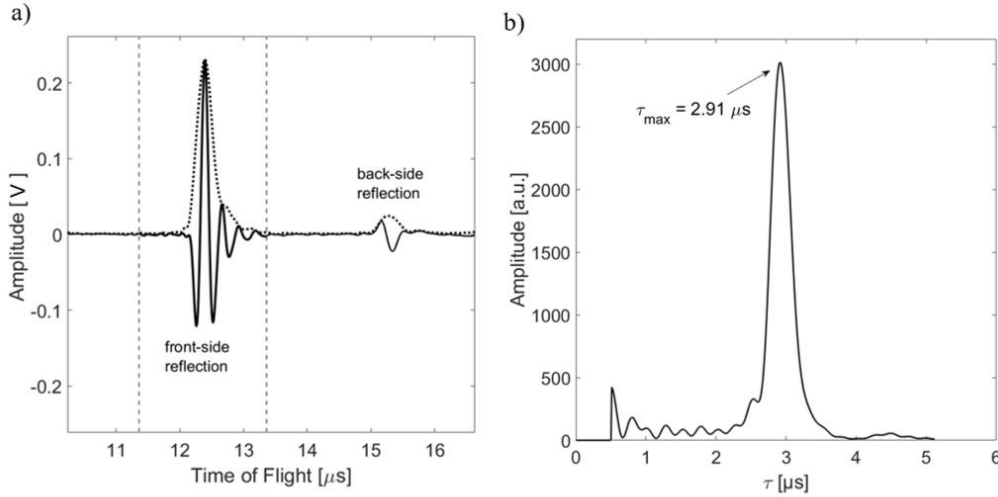 a)
0.2
0.1
0
-0.1
-0.2
Amplitude [ V ]
back-side
reflection
front-side
reflection
11
12
13
14
15
16
Time of Flight [μs]
b)
3000
2500
2000
1500
1000
500
0
Amplitude [a.u.]
τmax = 2.91 μs
0
1
2
3
4
5
6
τ [μs]